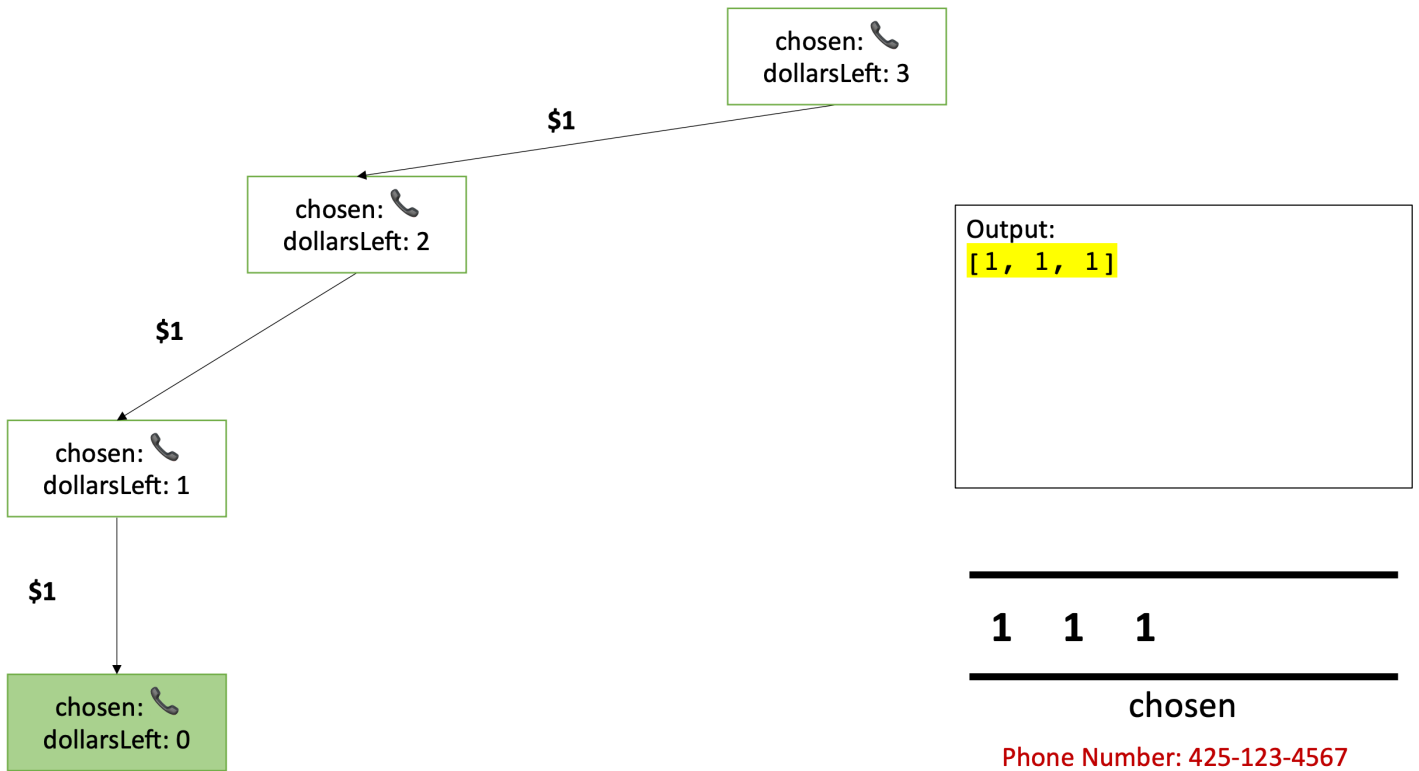 chosen: 📞
dollarsLeft: 3
$1
chosen: 📞
dollarsLeft: 2
Output:
[1, 1, 1]
$1
chosen: 📞
dollarsLeft: 1
$1
1 1 1
chosen
chosen: 📞
dollarsLeft: 0
Phone Number: 425-123-4567